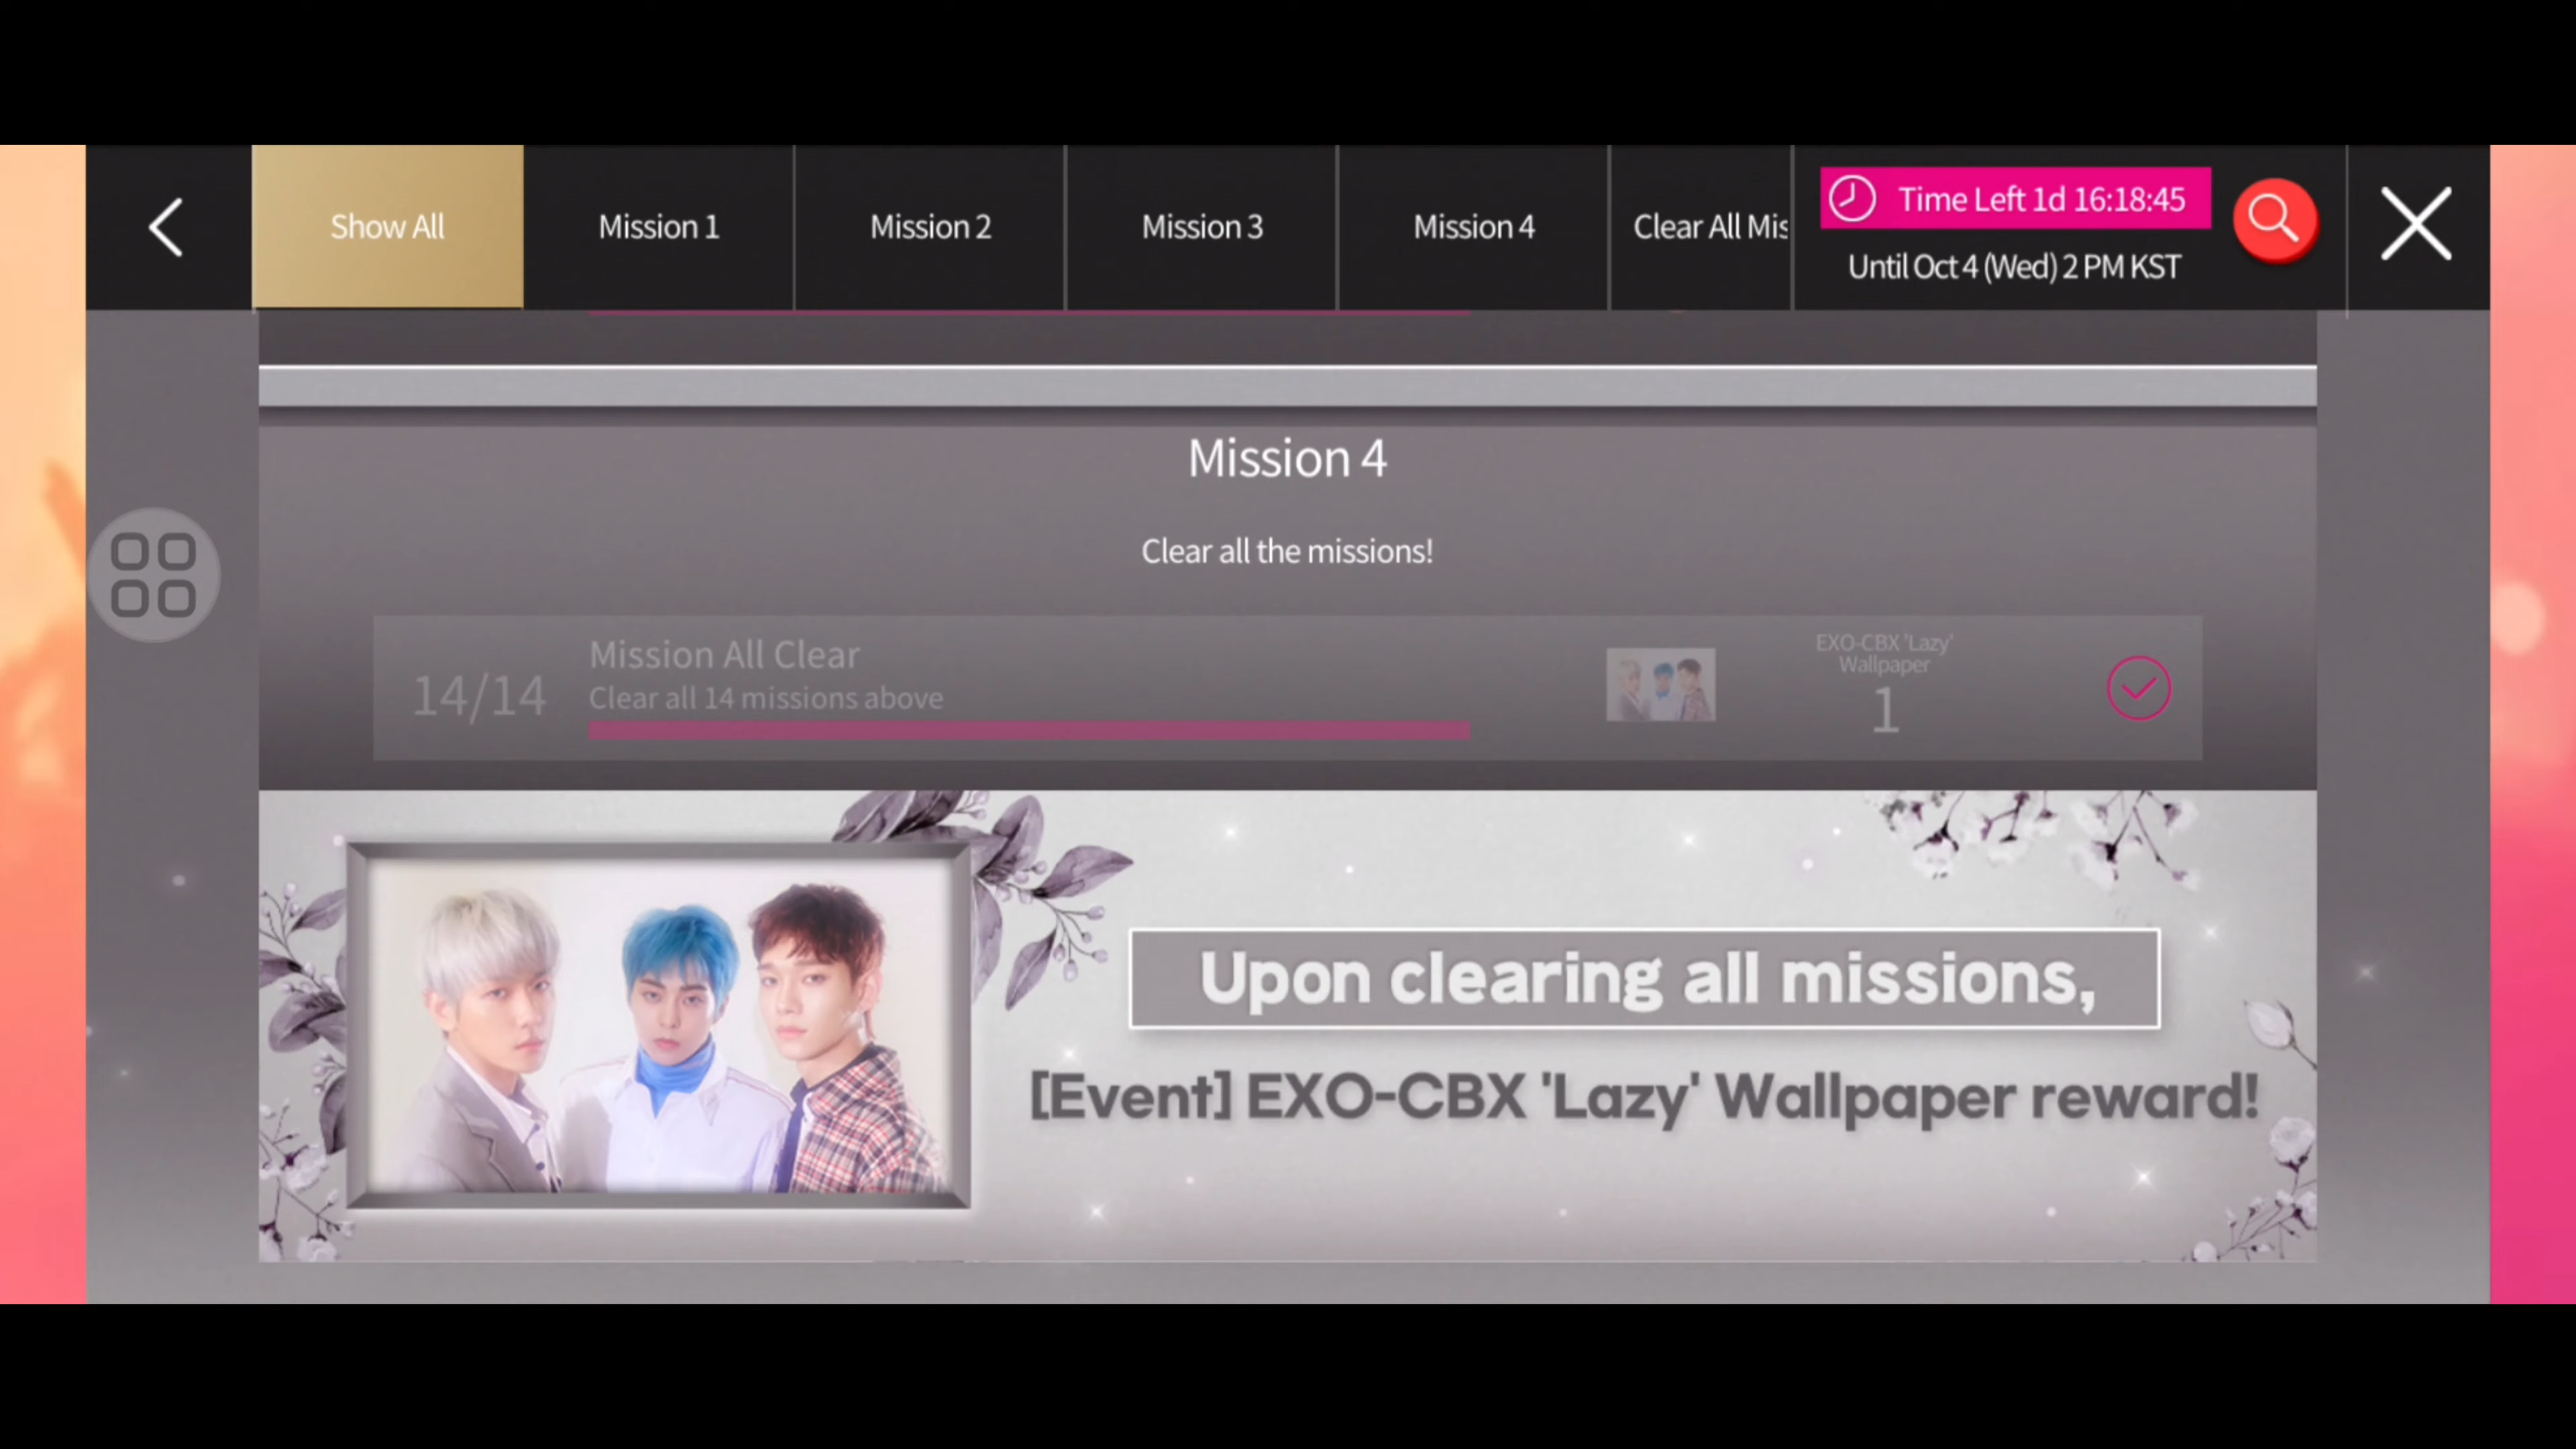 Show All
Mission 1
Mission 2
Mission 3
Mission 4
Clear All Mis
Time Left 1d 16:18:45
Until Oct 4 (Wed) 2 PM KST
Mission 4
Clear all the missions!
14/14
Mission All Clear
Clear all 14 missions above
EXO-CBX 'Lazy'
Wallpaper
1
Upon clearing all missions,
[Event] EXO-CBX 'Lazy' Wallpaper reward!